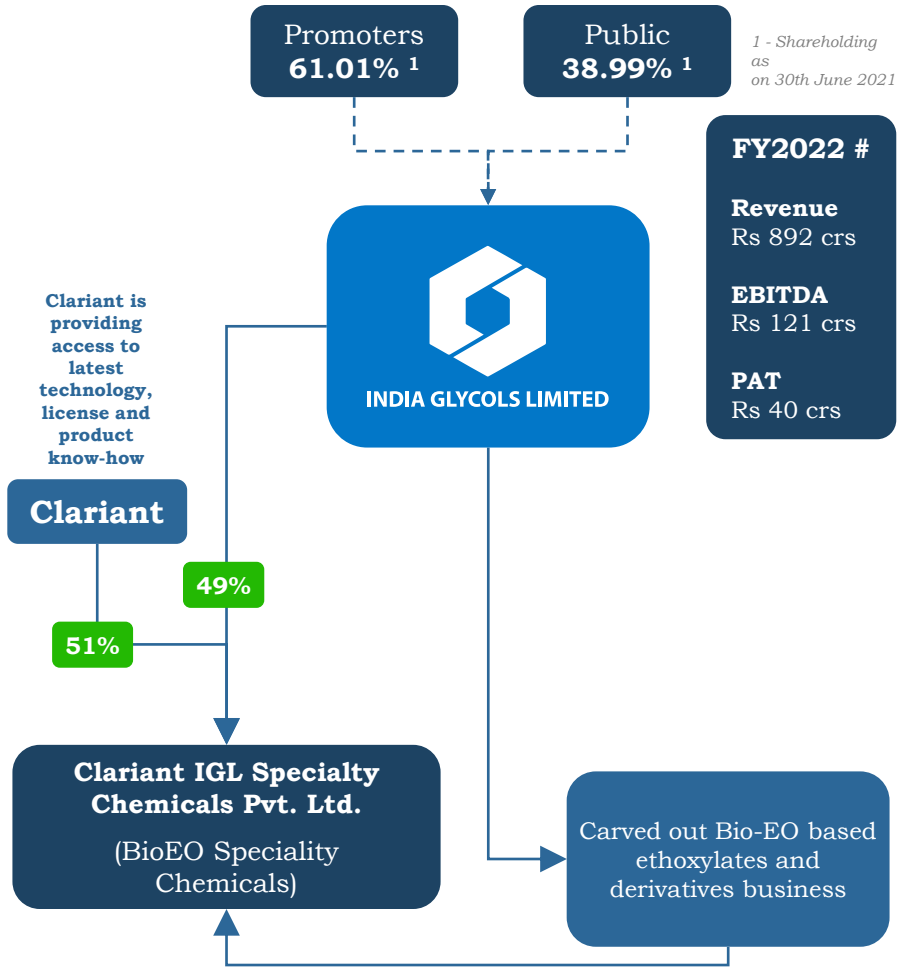 Promoters
61.01% 1
Public
38.99% 1
1 - Shareholding
as
on 30th June 2021
FY2022 #
Revenue
Rs 892 crs
EBITDA
Rs 121 crs
PAT
Rs 40 crs
INDIA GLYCOLS LIMITED
Clariant is
providing
access to
latest
technology,
license and
product
know-how
Clariant
49%
51%
Clariant IGL Specialty
Chemicals Pvt. Ltd.
(BioEO Speciality
Chemicals)
Carved out Bio-EO based
ethoxylates and
derivatives business